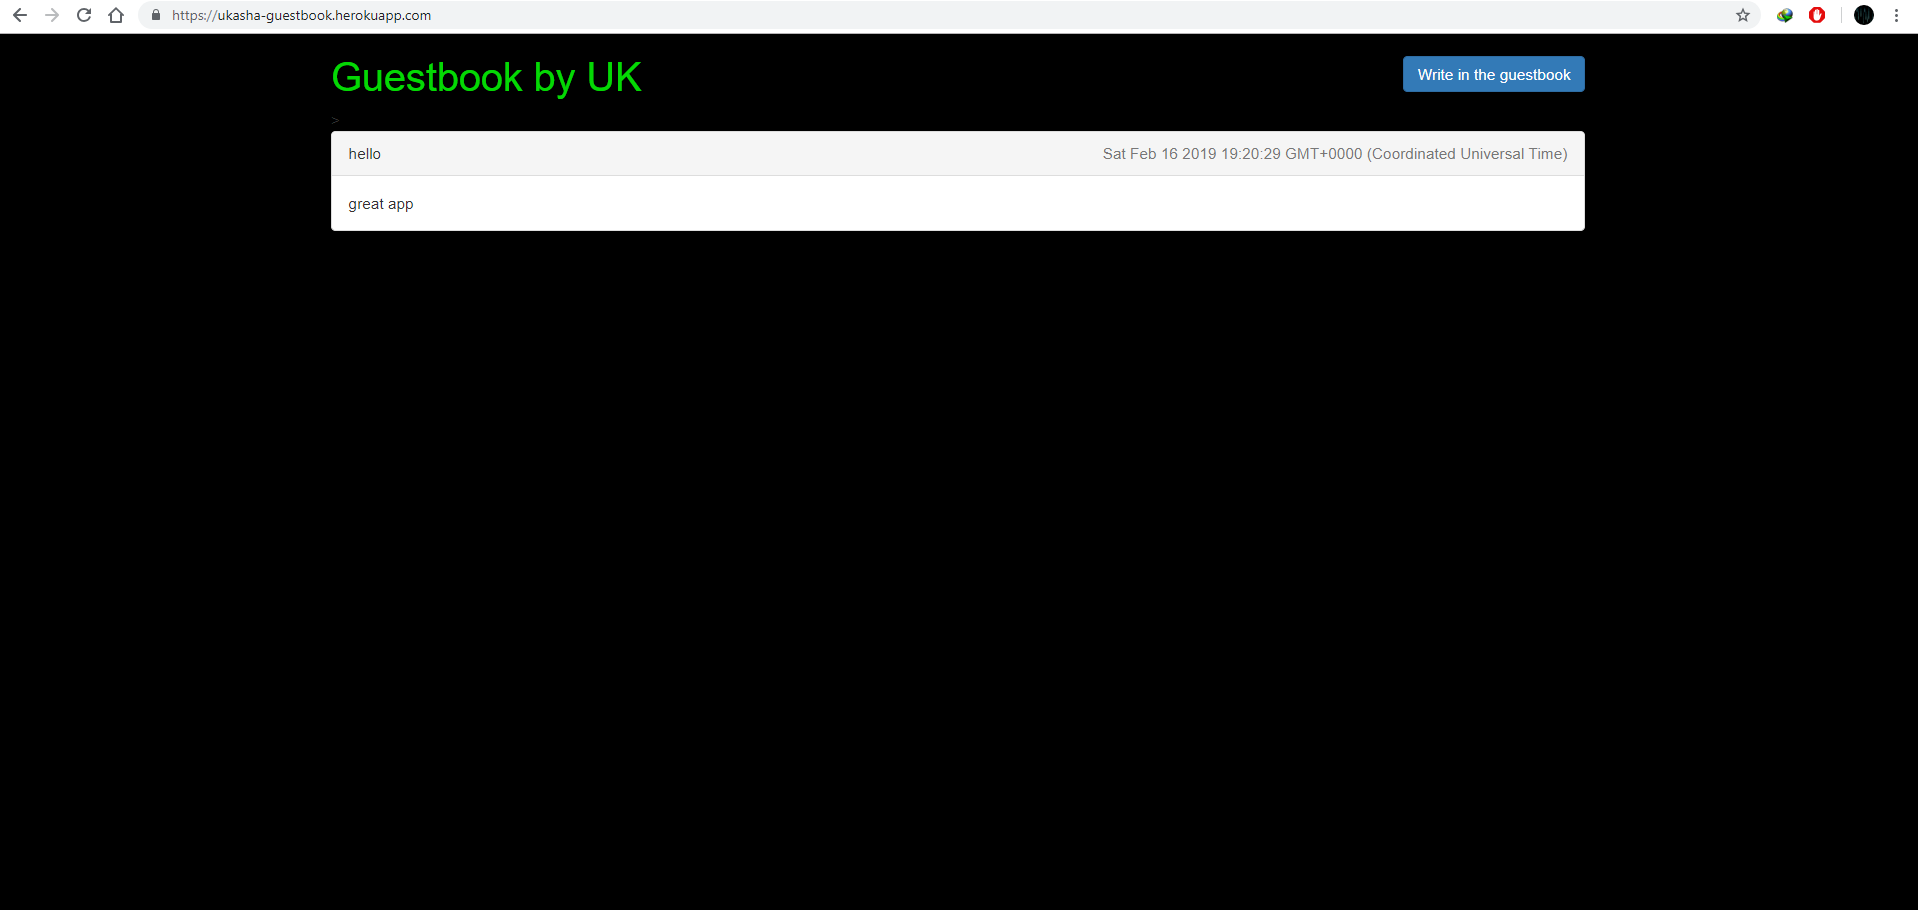 https://ukasha-guestbook.herokuapp.com
Guestbook by UK
Write in the guestbook
>
hello
Sat Feb 16 2019 19:20:29 GMT+0000 (Coordinated Universal Time)
great app